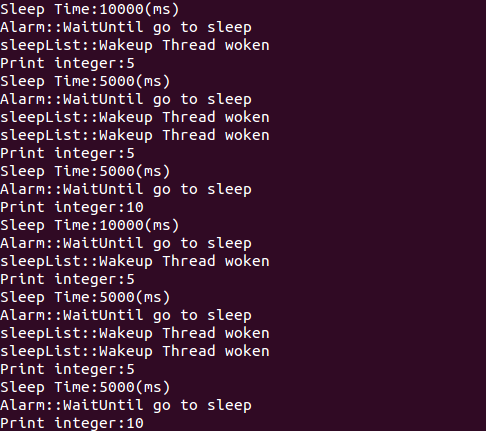 Sleep Time:10000(ms)
Alarm::WaitUntil go to sleep
sleepList::Wakeup Thread woken
Print integer:5
Sleep Time:5000(ms)
Alarm::WaitUntil go to sleep
sleepList::Wakeup Thread woken
sleepList::Wakeup Thread woken
Print integer:5
Sleep Time:5000(ms)
Alarm::WaitUntil go to sleep
Print integer:10
Sleep Time:10000(ms)
Alarm::WaitUntil go to sleep
sleepList::Wakeup Thread woken
Print integer:5
Sleep Time:5000(ms)
Alarm::WaitUntil go to sleep
sleepList::Wakeup Thread woken
sleepList::Wakeup Thread woken
Print integer:5
Sleep Time:5000(ms)
Alarm::WaitUntil go to sleep
Print integer:10